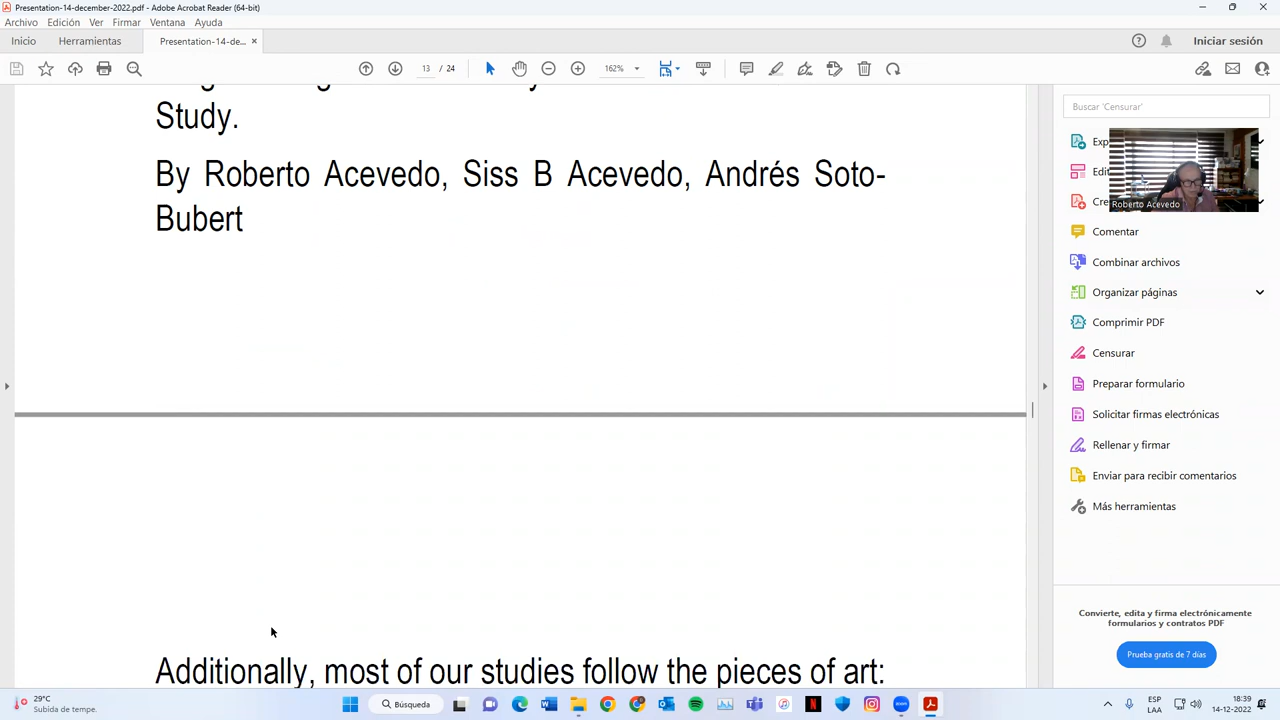 Presentation-14-december-2022.pdf - Adobe Acrobat Reader (64-bit)
Archivo Edición Ver Firmar Ventana Ayuda
Inicio Herramientas Presentation-14-de... × Iniciar sesión
13 / 24 162%
Study.
By Roberto Acevedo, Siss B Acevedo, Andrés Soto-
Bubert
Additionally, most of our studies follow the pieces of art:
Buscar 'Censurar'
Roberto Acevedo
Comentar
Combinar archivos
Organizar páginas
Comprimir PDF
Censurar
Preparar formulario
Solicitar firmas electrónicas
Rellenar y firmar
Enviar para recibir comentarios
Más herramientas
Convierte, edita y firma electrónicamente
formularios y contratos PDF
Prueba gratis de 7 días
29°C
Subida de tempe.
Búsqueda
ESP
LAA
18:39
14-12-2022